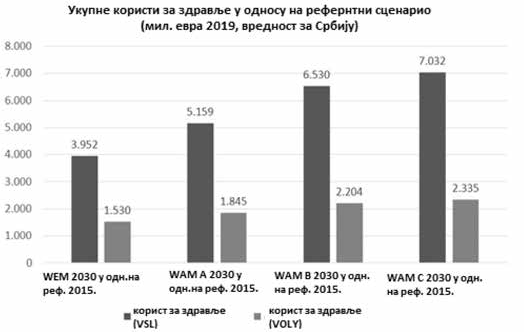 Укупне користи за здравље у односу на рефернтни сценарио
(мил. евра 2019, вредност за Србију)
8.000
7.000
6.000
5.000
4.000
3.000
2.000
1.000
0.000
3.952
1.530
5.159
1.845
6.530
2.204
7.032
2.335
WEM 2030 у одн.на
реф. 2015.
WAM A 2030 у
одн.на реф. 2015.
WAM B 2030 у одн.
на реф. 2015.
WAM C 2030 у одн.
на реф. 2015.
корист за здравље
(VSL)
корист за здравље
(VOLY)